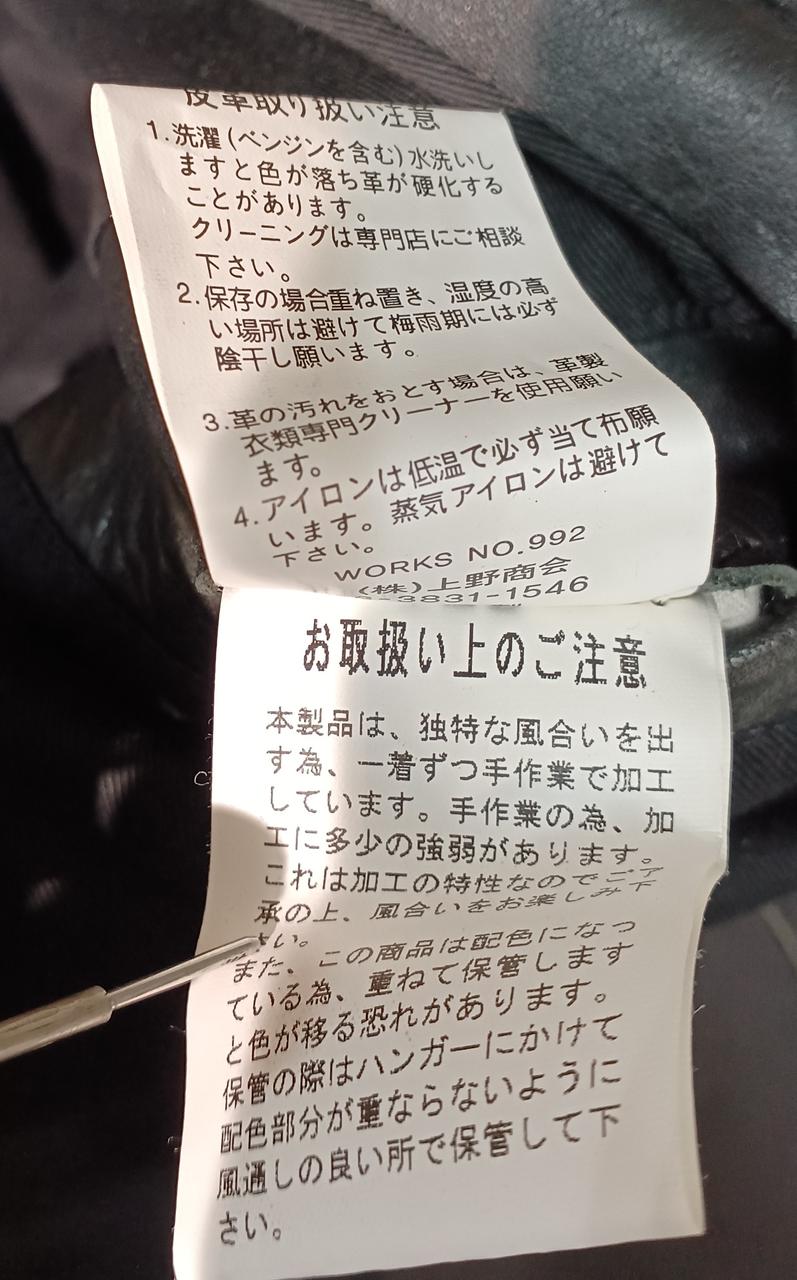 皮革取り扱い注意
1.洗濯(ベンジンを含む)水洗いし
ますと色が落ち革が硬化する
ことがあります。
クリーニングは専門店にご相談
下さい。
2.保存の場合重ね置き、湿度の高
い場所は避けて梅雨期には必ず
陰干し願います。
3.革の汚れをおとす場合は、革製
衣類専門クリーナーを使用願い
ます。
4.アイロンは低温で必ず当て布願
います。蒸気アイロンは避けて
下さい。
WORKS NO.992
(株)上野商会
3831-1546
お取扱い上のご注意
本製品は、独特な風合いを出
す為、一着ずつ手作業で加工
しています。手作業の為、加
工に多少の強弱があります。
これは加工の特性なのでご了
承の上、風合いをお楽しみ下
さい。
また、この商品は配色になっ
ている為、重ねて保管します
と色が移る恐れがあります。
保管の際はハンガーにかけて
配色部分が重ならないように
風通しの良い所で保管して下
さい。